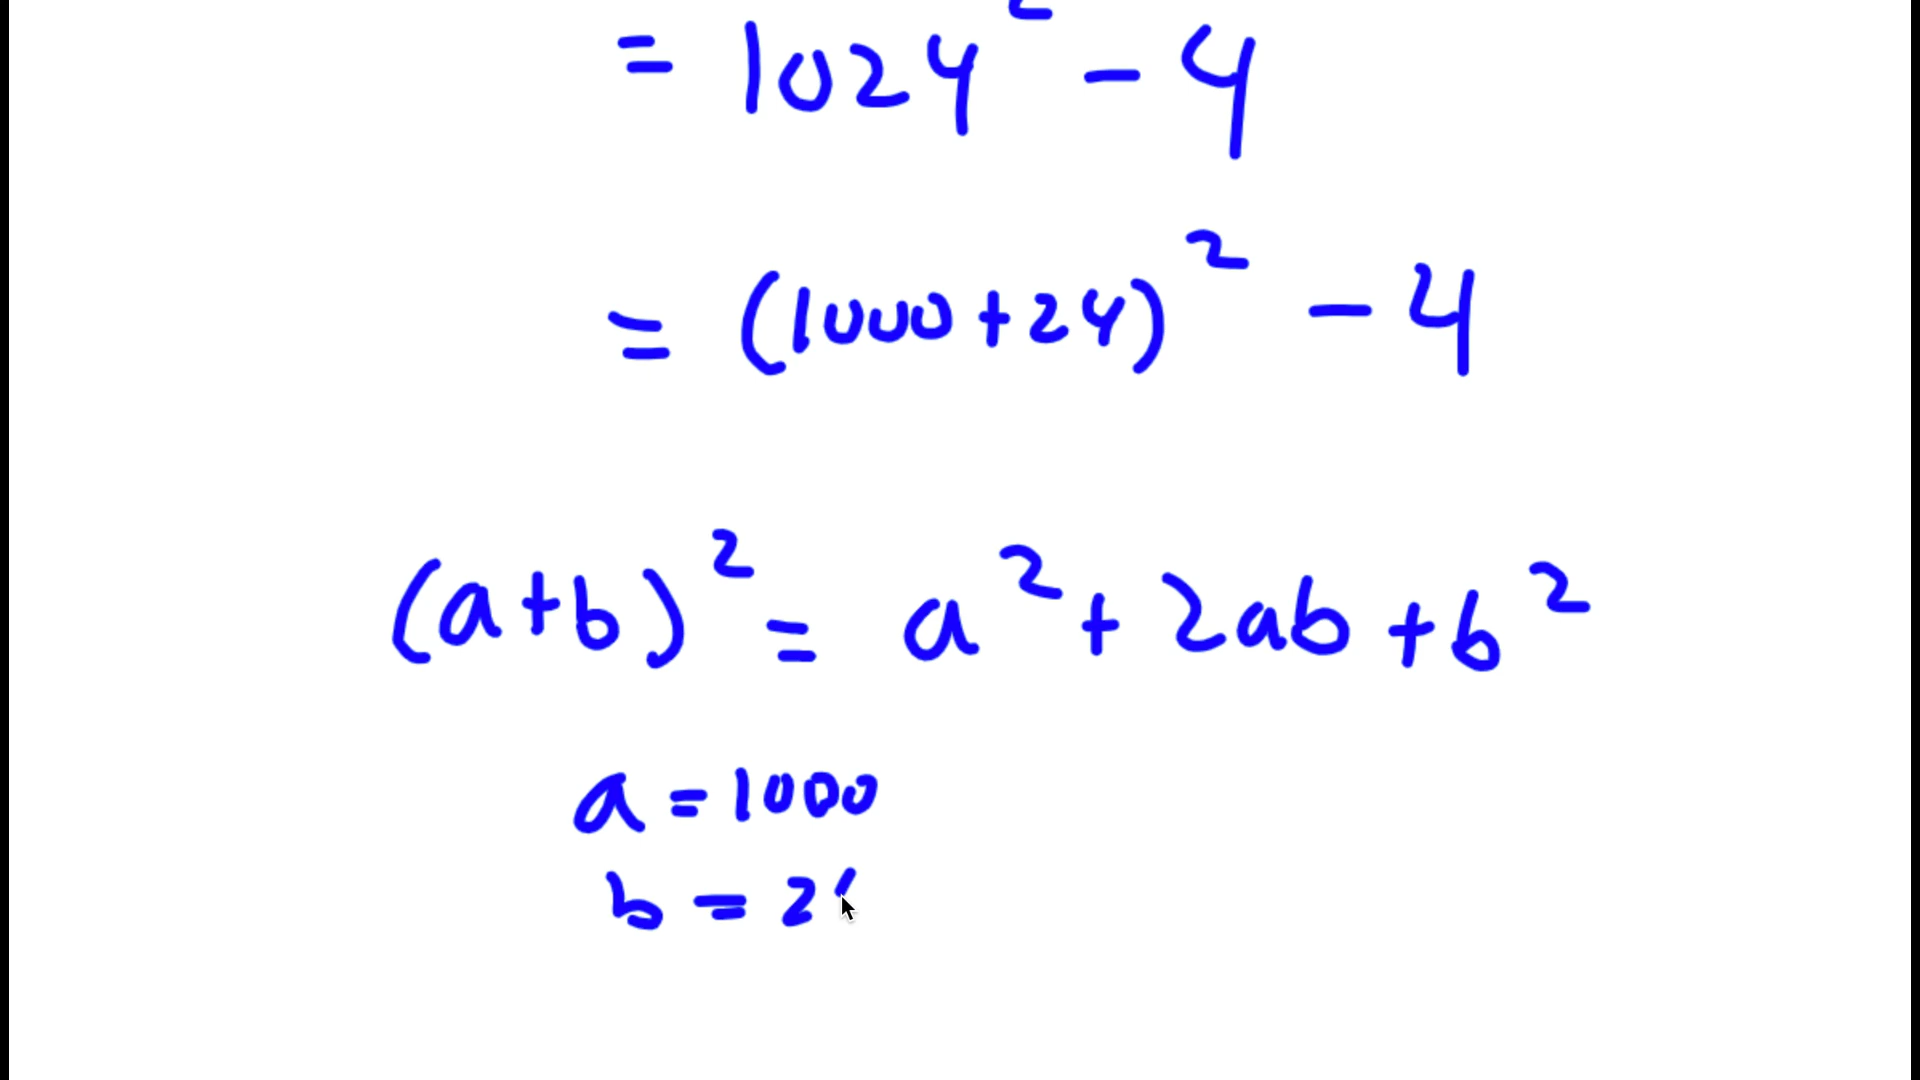 = 1024² - 4
= (1000+24)² - 4
(a+b)² = a² + 2ab + b²
a = 1000
b = 2